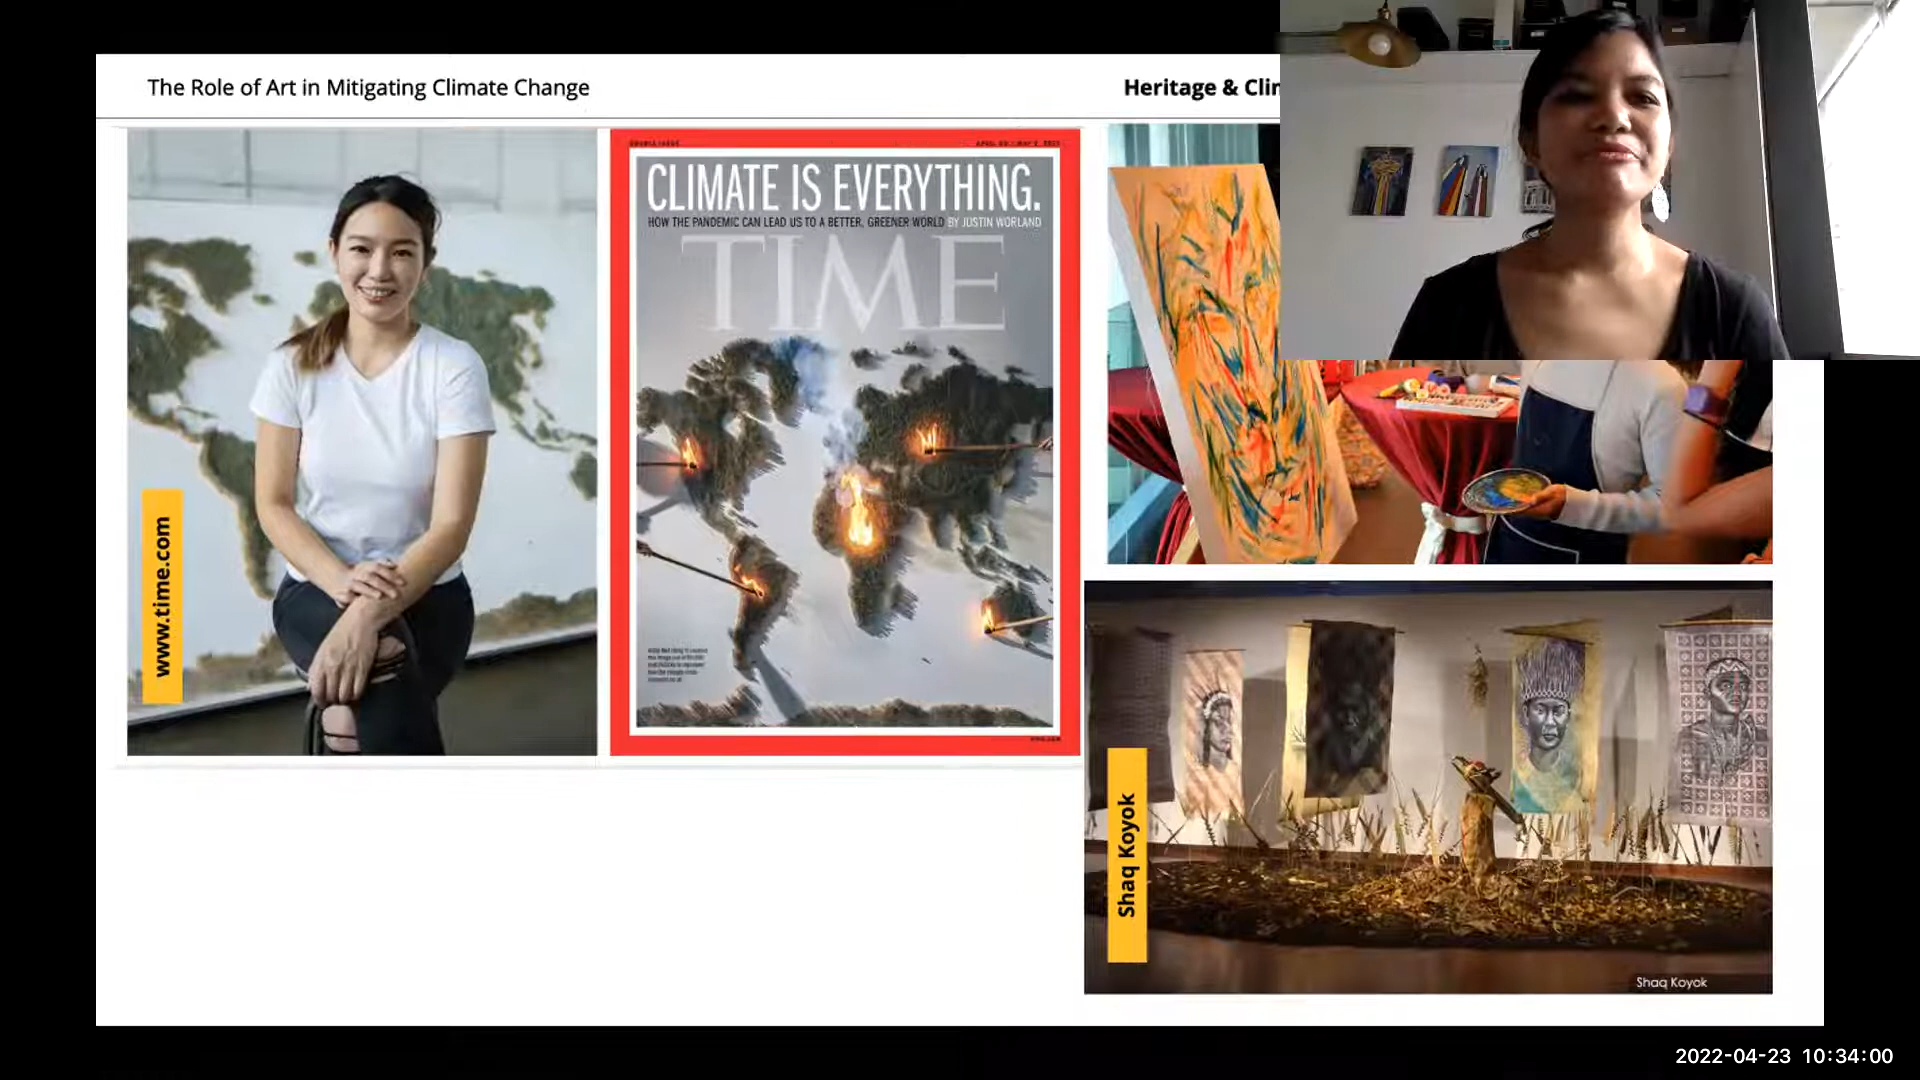 The Role of Art in Mitigating Climate Change
Heritage &
DOUBLE ISSUE
CLIMATE IS EVERYTHING.
HOW THE PANDEMIC CAN LEAD US TO A BETTER, GREENER WORLD BY JUSTIN WORLAND
TIME
www.time.com
Shaq Koyok
Shaq Koyok
2022-04-23 10:34:00